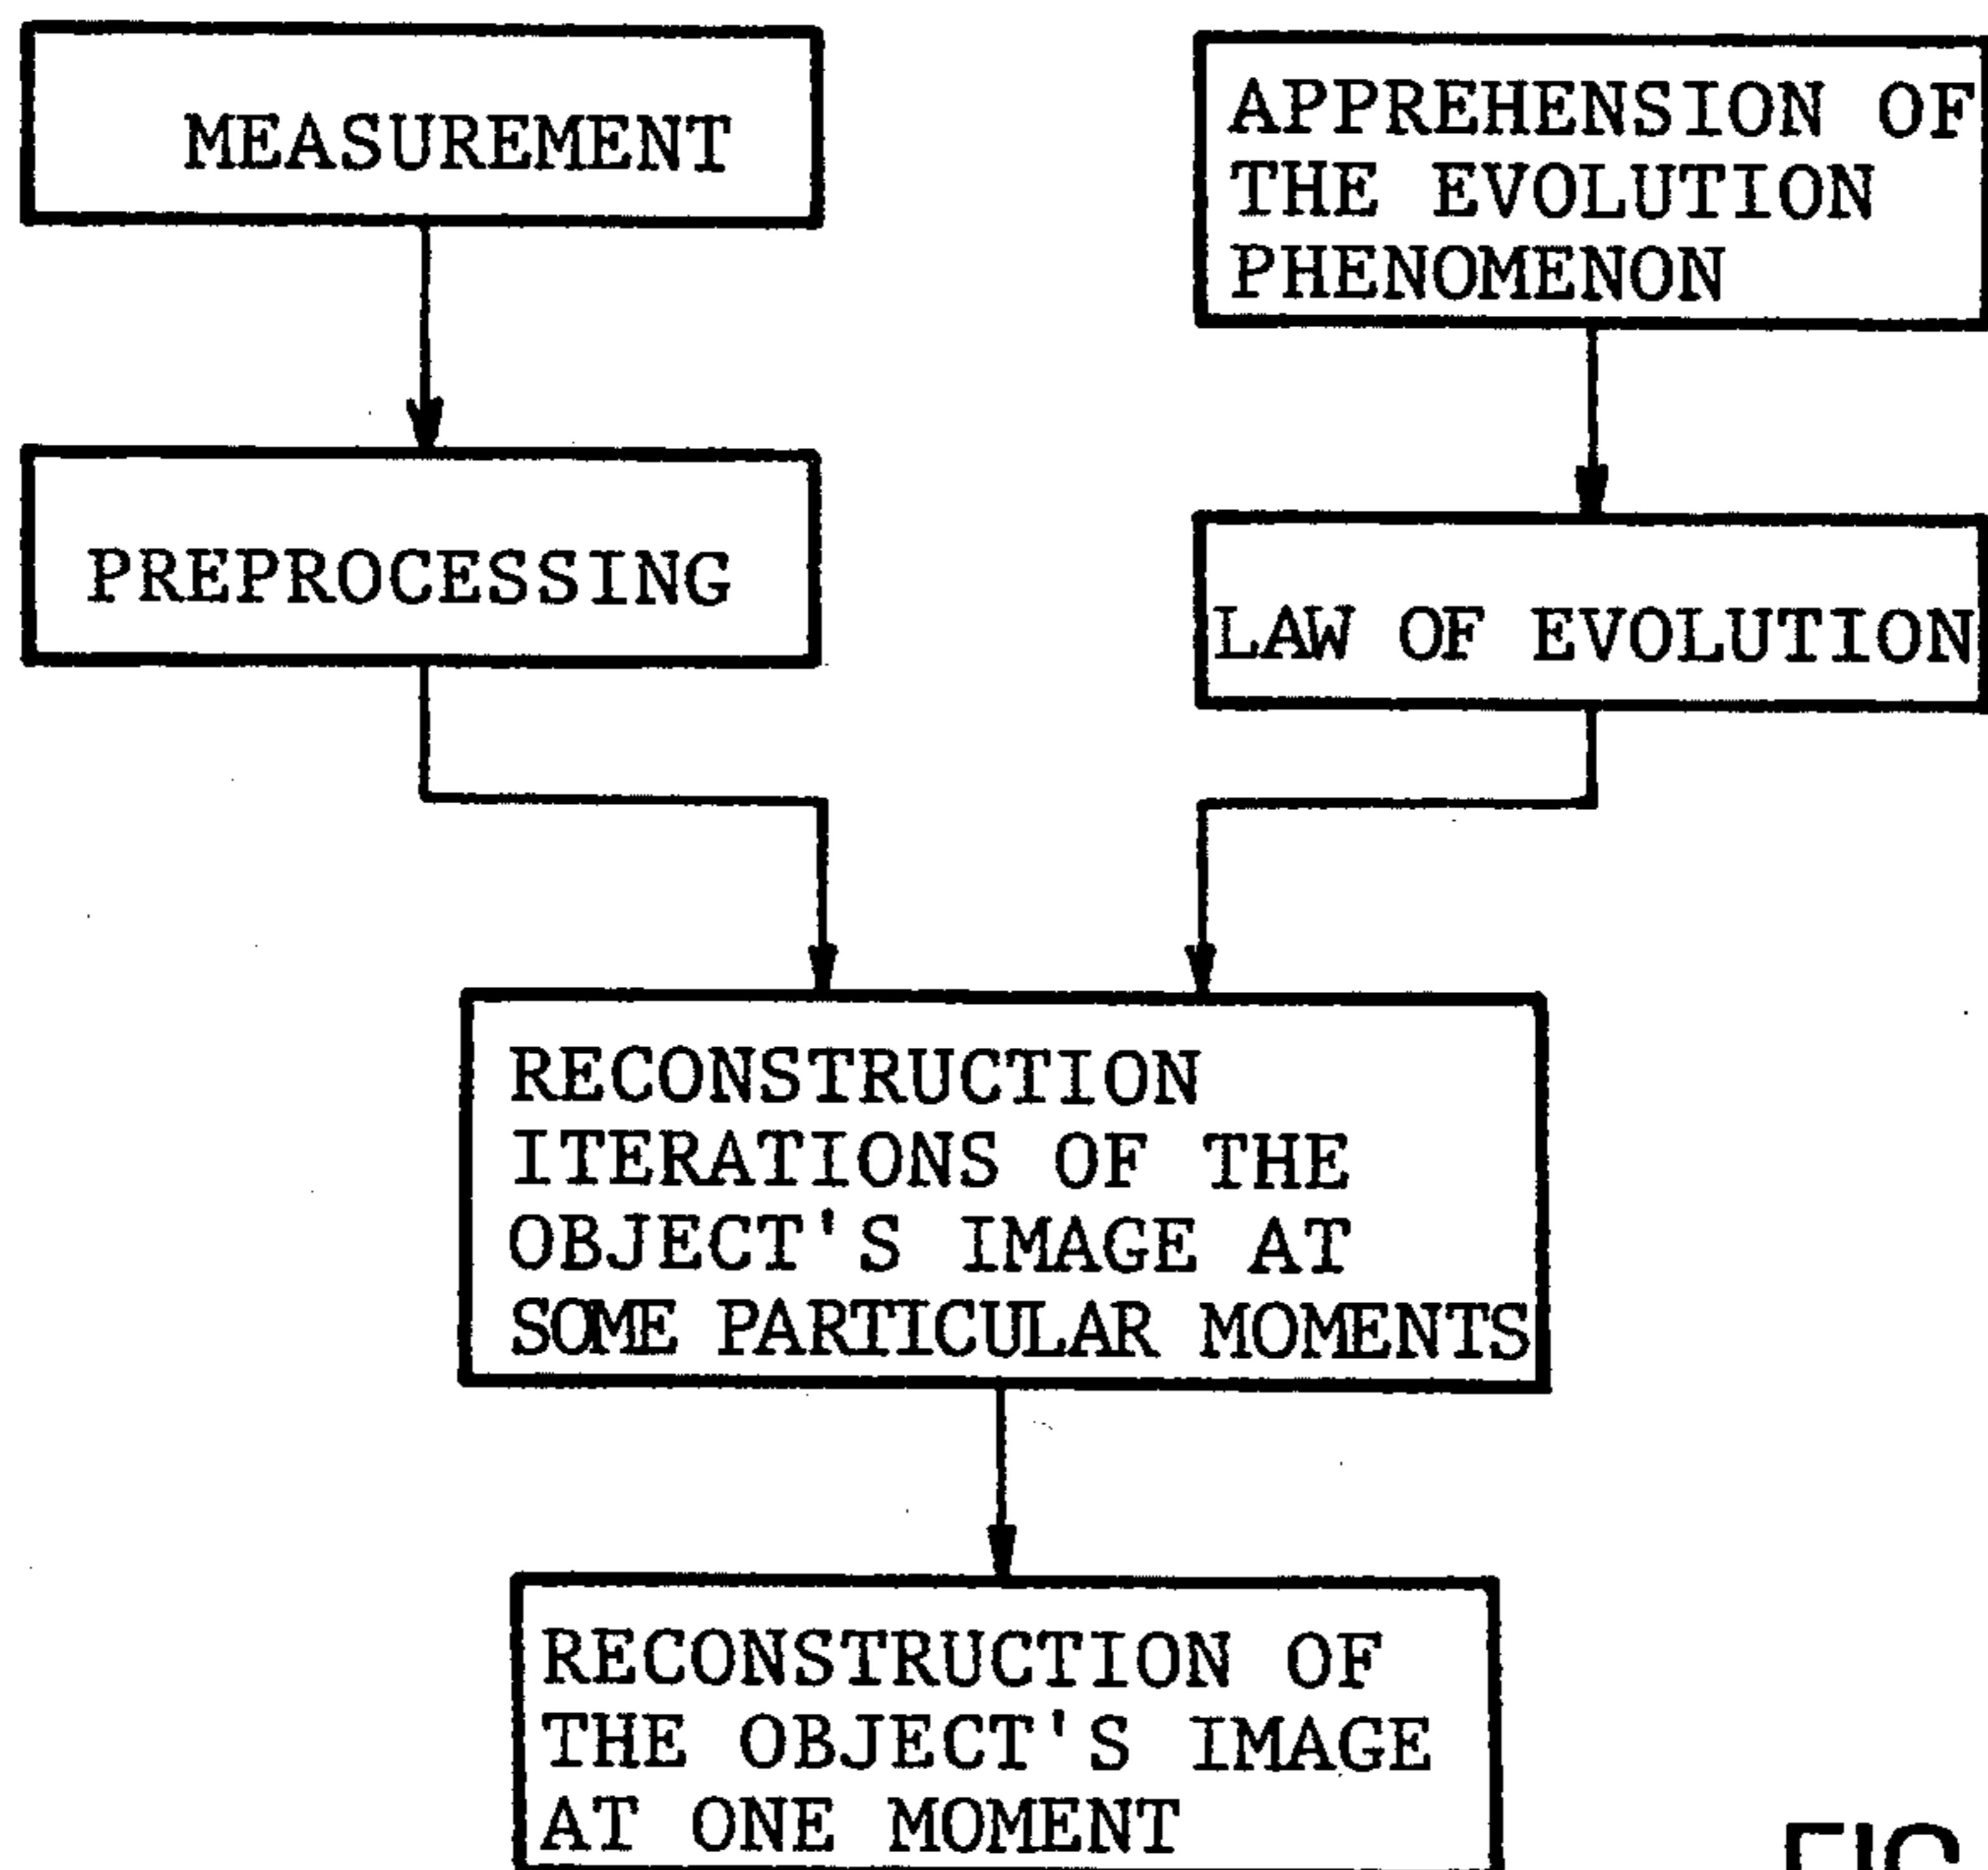 MEASUREMENT
APPREHENSION OF
THE EVOLUTION
PHENOMENON
PREPROCESSING
LAW OF EVOLUTION
RECONSTRUCTION
ITERATIONS OF THE
OBJECT'S IMAGE AT
SOME PARTICULAR MOMENTS
RECONSTRUCTION OF
THE OBJECT'S IMAGE
AT ONE MOMENT
FIG